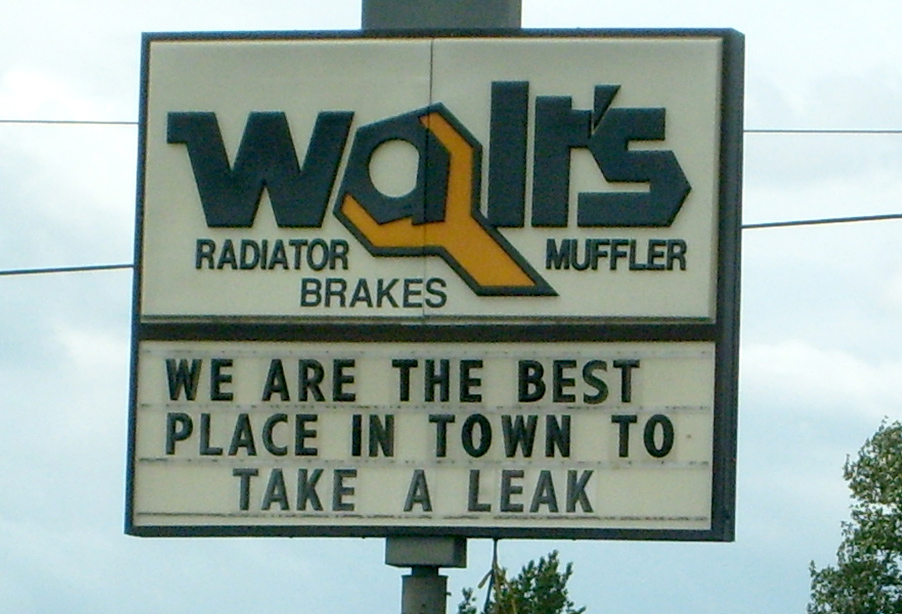 walt's
RADIATOR MUFFLER
BRAKES
WE ARE THE BEST
PLACE IN TOWN TO
TAKE A LEAK